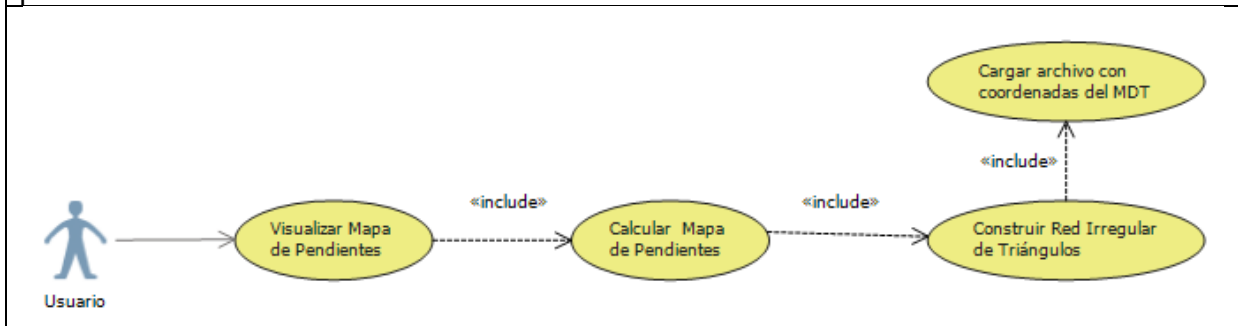 Cargar archivo con
coordenadas del MDT
«include»
«include»
«include»
Visualizar Mapa
de Pendientes
Calcular Mapa
de Pendientes
Construir Red Irregular
de Triángulos
Usuario